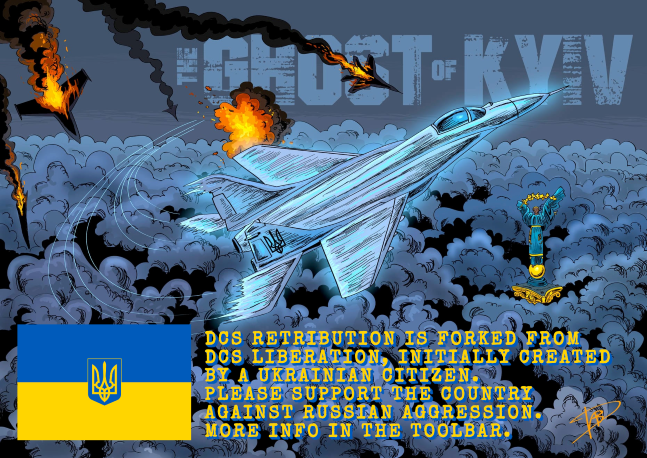 THE GHOST OF KYIV
DCS RETRIBUTION IS FORKED FROM
DCS LIBERATION, INITIALLY CREATED
BY A UKRAINIAN CITIZEN.
PLEASE SUPPORT THE COUNTRY
AGAINST RUSSIAN AGGRESSION.
MORE INFO IN THE TOOLBAR.